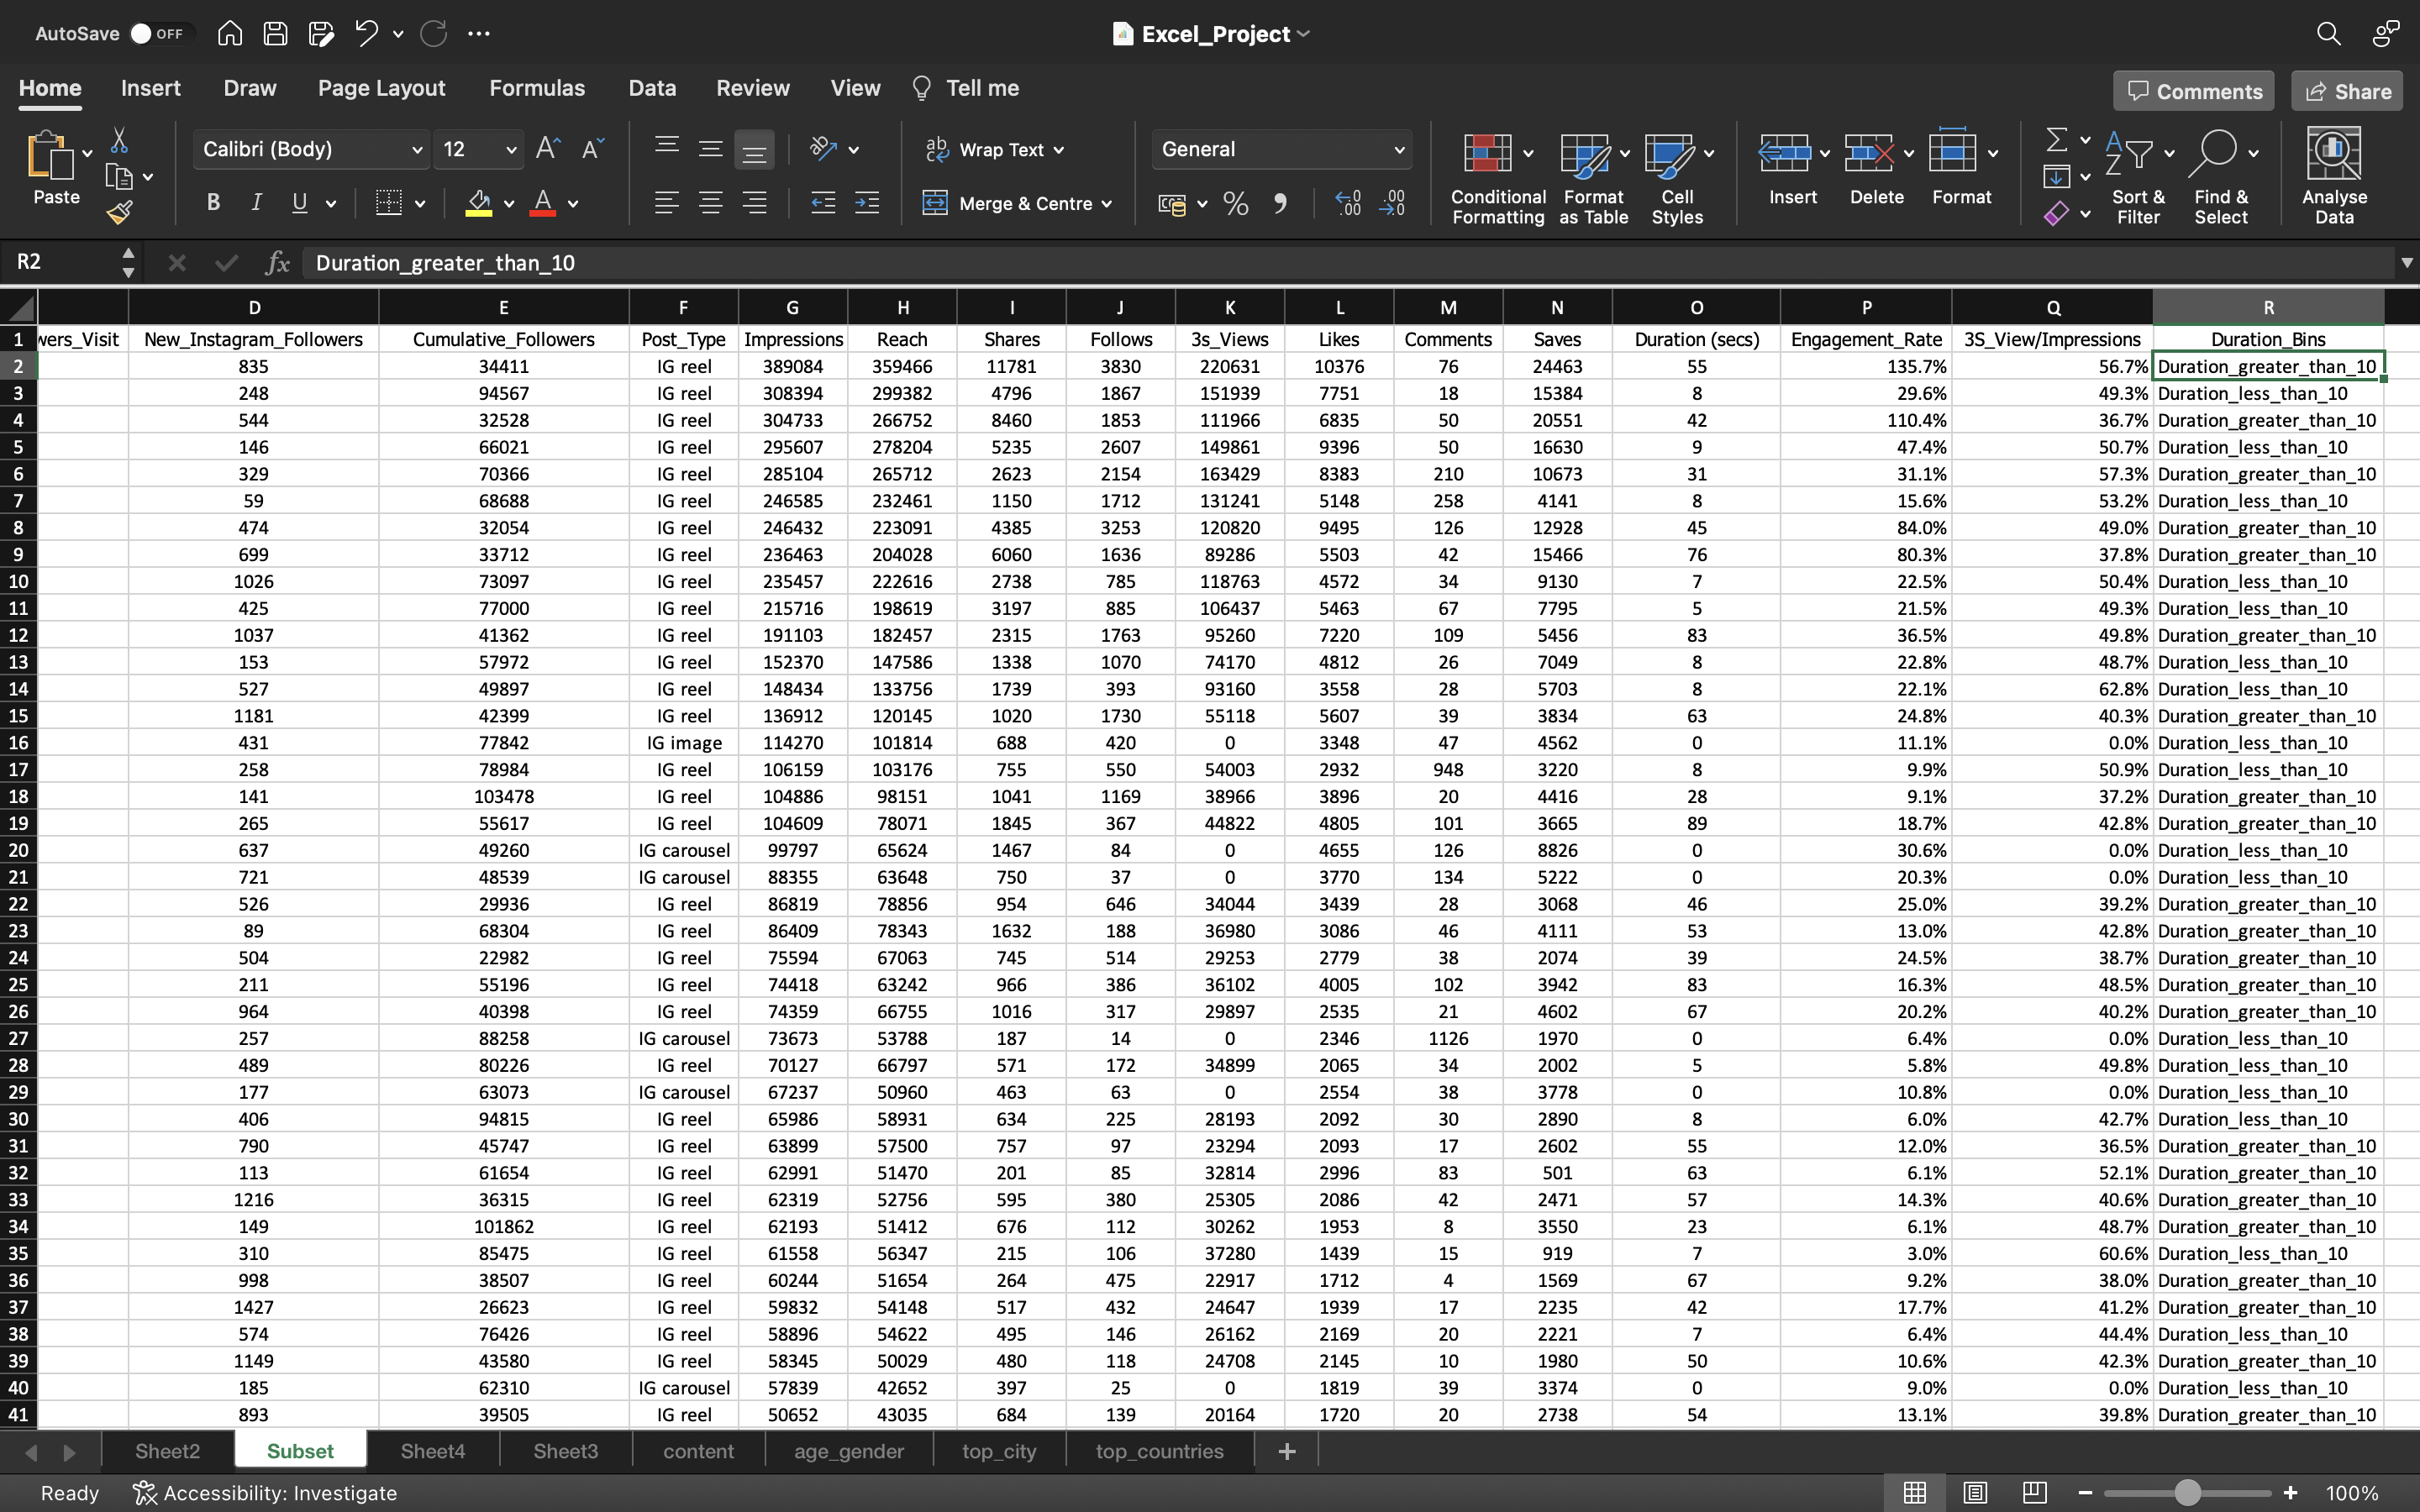 AutoSave OFF Excel_Project
Home Insert Draw Page Layout Formulas Data Review View Tell me Comments Share
Paste Calibri (Body) 12 Wrap Text General
B I U Merge & Centre Conditional Formatting Format as Table Cell Styles Insert Delete Format Sort & Filter Find & Select Analyse Data
R2 fx Duration_greater_than_10
D E F G H I J K L M N O P Q R
1 wers_Visit New_Instagram_Followers Cumulative_Followers Post_Type Impressions Reach Shares Follows 3s_Views Likes Comments Saves Duration (secs) Engagement_Rate 3S_View/Impressions Duration_Bins
2 835 34411 IG reel 389084 359466 11781 3830 220631 10376 76 24463 55 135.7% 56.7% Duration_greater_than_10
3 248 94567 IG reel 308394 299382 4796 1867 151939 7751 18 15384 8 29.6% 49.3% Duration_less_than_10
4 544 32528 IG reel 304733 266752 8460 1853 111966 6835 50 20551 42 110.4% 36.7% Duration_greater_than_10
5 146 66021 IG reel 295607 278204 5235 2607 149861 9396 50 16630 9 47.4% 50.7% Duration_less_than_10
6 329 70366 IG reel 285104 265712 2623 2154 163429 8383 210 10673 31 31.1% 57.3% Duration_greater_than_10
7 59 68688 IG reel 246585 232461 1150 1712 131241 5148 258 4141 8 15.6% 53.2% Duration_less_than_10
8 474 32054 IG reel 246432 223091 4385 3253 120820 9495 126 12928 45 84.0% 49.0% Duration_greater_than_10
9 699 33712 IG reel 236463 204028 6060 1636 89286 5503 42 15466 76 80.3% 37.8% Duration_greater_than_10
10 1026 73097 IG reel 235457 222616 2738 785 118763 4572 34 9130 7 22.5% 50.4% Duration_less_than_10
11 425 77000 IG reel 215716 198619 3197 885 106437 5463 67 7795 5 21.5% 49.3% Duration_less_than_10
12 1037 41362 IG reel 191103 182457 2315 1763 95260 7220 109 5456 83 36.5% 49.8% Duration_greater_than_10
13 153 57972 IG reel 152370 147586 1338 1070 74170 4812 26 7049 8 22.8% 48.7% Duration_less_than_10
14 527 49897 IG reel 148434 133756 1739 393 93160 3558 28 5703 8 22.1% 62.8% Duration_less_than_10
15 1181 42399 IG reel 136912 120145 1020 1730 55118 5607 39 3834 63 24.8% 40.3% Duration_greater_than_10
16 431 77842 IG image 114270 101814 688 420 0 3348 47 4562 0 11.1% 0.0% Duration_less_than_10
17 258 78984 IG reel 106159 103176 755 550 54003 2932 948 3220 8 9.9% 50.9% Duration_less_than_10
18 141 103478 IG reel 104886 98151 1041 1169 38966 3896 20 4416 28 9.1% 37.2% Duration_greater_than_10
19 265 55617 IG reel 104609 78071 1845 367 44822 4805 101 3665 89 18.7% 42.8% Duration_greater_than_10
20 637 49260 IG carousel 99797 65624 1467 84 0 4655 126 8826 0 30.6% 0.0% Duration_less_than_10
21 721 48539 IG carousel 88355 63648 750 37 0 3770 134 5222 0 20.3% 0.0% Duration_less_than_10
22 526 29936 IG reel 86819 78856 954 646 34044 3439 28 3068 46 25.0% 39.2% Duration_greater_than_10
23 89 68304 IG reel 86409 78343 1632 188 36980 3086 46 4111 53 13.0% 42.8% Duration_greater_than_10
24 504 22982 IG reel 75594 67063 745 514 29253 2779 38 2074 39 24.5% 38.7% Duration_greater_than_10
25 211 55196 IG reel 74418 63242 966 386 36102 4005 102 3942 83 16.3% 48.5% Duration_greater_than_10
26 964 40398 IG reel 74359 66755 1016 317 29897 2535 21 4602 67 20.2% 40.2% Duration_greater_than_10
27 257 88258 IG carousel 73673 53788 187 14 0 2346 1126 1970 0 6.4% 0.0% Duration_less_than_10
28 489 80226 IG reel 70127 66797 571 172 34899 2065 34 2002 5 5.8% 49.8% Duration_less_than_10
29 177 63073 IG carousel 67237 50960 463 63 0 2554 38 3778 0 10.8% 0.0% Duration_less_than_10
30 406 94815 IG reel 65986 58931 634 225 28193 2092 30 2890 8 6.0% 42.7% Duration_less_than_10
31 790 45747 IG reel 63899 57500 757 97 23294 2093 17 2602 55 12.0% 36.5% Duration_greater_than_10
32 113 61654 IG reel 62991 51470 201 85 32814 2996 83 501 63 6.1% 52.1% Duration_greater_than_10
33 1216 36315 IG reel 62319 52756 595 380 25305 2086 42 2471 57 14.3% 40.6% Duration_greater_than_10
34 149 101862 IG reel 62193 51412 676 112 30262 1953 8 3550 23 6.1% 48.7% Duration_greater_than_10
35 310 85475 IG reel 61558 56347 215 106 37280 1439 15 919 7 3.0% 60.6% Duration_less_than_10
36 998 38507 IG reel 60244 51654 264 475 22917 1712 4 1569 67 9.2% 38.0% Duration_greater_than_10
37 1427 26623 IG reel 59832 54148 517 432 24647 1939 17 2235 42 17.7% 41.2% Duration_greater_than_10
38 574 76426 IG reel 58896 54622 495 146 26162 2169 20 2221 7 6.4% 44.4% Duration_less_than_10
39 1149 43580 IG reel 58345 50029 480 118 24708 2145 10 1980 50 10.6% 42.3% Duration_greater_than_10
40 185 62310 IG carousel 57839 42652 397 25 0 1819 39 3374 0 9.0% 0.0% Duration_less_than_10
41 893 39505 IG reel 50652 43035 684 139 20164 1720 20 2738 54 13.1% 39.8% Duration_greater_than_10
Sheet2 Subset Sheet4 Sheet3 content age_gender top_city top_countries +
Ready Accessibility: Investigate 100%